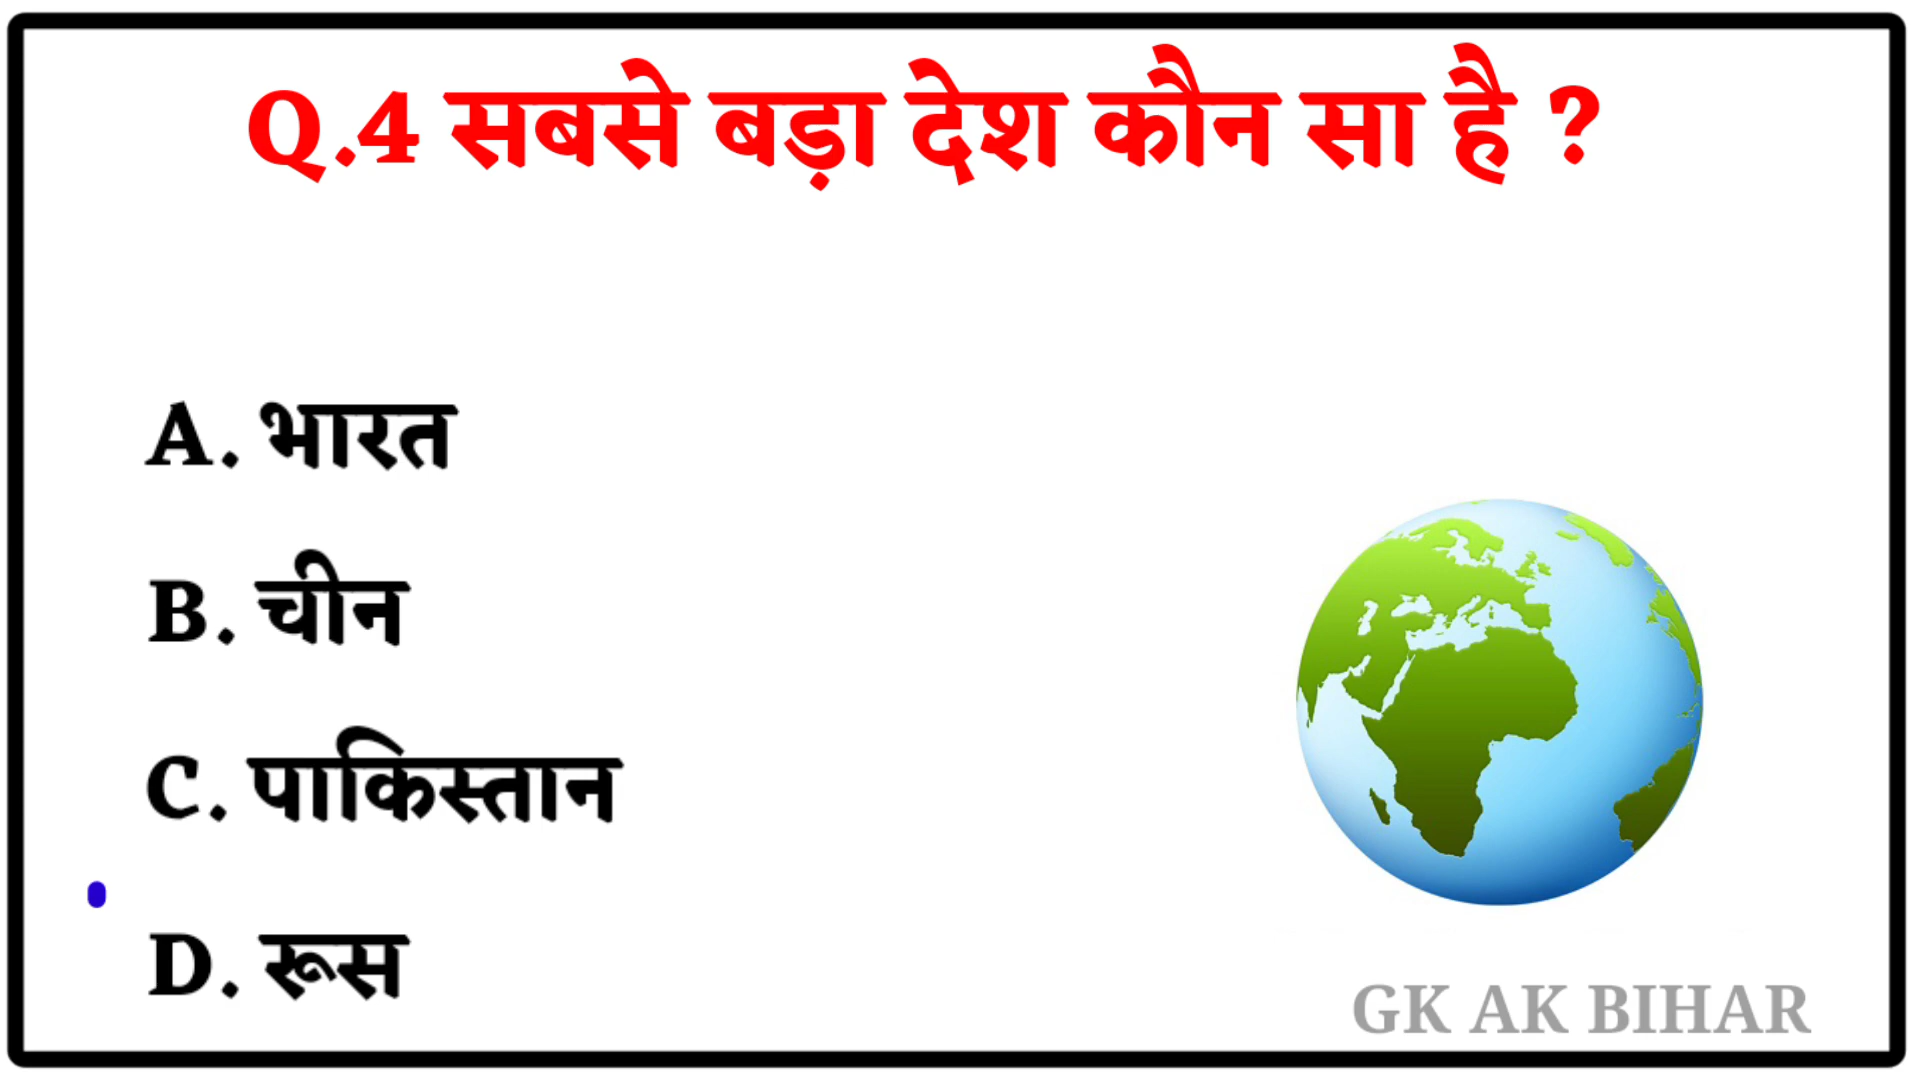 Q.4 सबसे बड़ा देश कौन सा है ?
A. भारत
B. चीन
C. पाकिस्तान
D. रूस
GK AK BIHAR